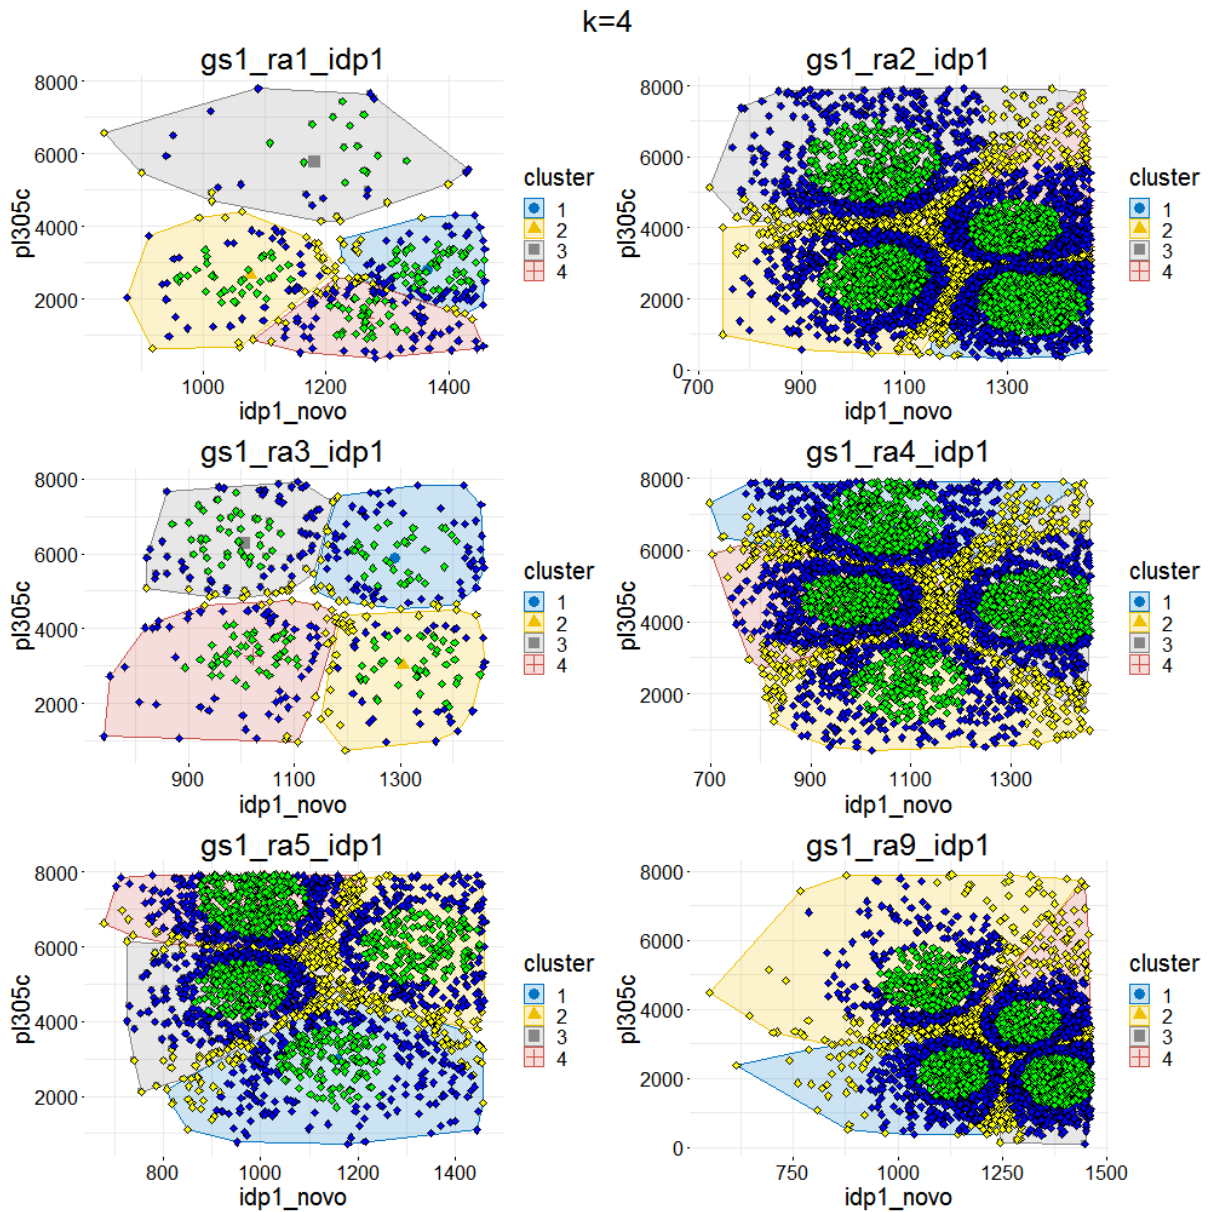 k=4
gs1_ra1_idp1
8000
6000
4000
2000
pl305c
1000 1200 1400
idp1_novo
cluster
1
2
3
4
gs1_ra2_idp1
8000
6000
4000
2000
0
pl305c
700 900 1100 1300
idp1_novo
cluster
1
2
3
4
gs1_ra3_idp1
8000
6000
4000
2000
pl305c
900 1100 1300
idp1_novo
cluster
1
2
3
4
gs1_ra4_idp1
8000
6000
4000
2000
pl305c
700 900 1100 1300
idp1_novo
cluster
1
2
3
4
gs1_ra5_idp1
8000
6000
4000
2000
pl305c
800 1000 1200 1400
idp1_novo
cluster
1
2
3
4
gs1_ra9_idp1
8000
6000
4000
2000
0
pl305c
750 1000 1250 1500
idp1_novo
cluster
1
2
3
4